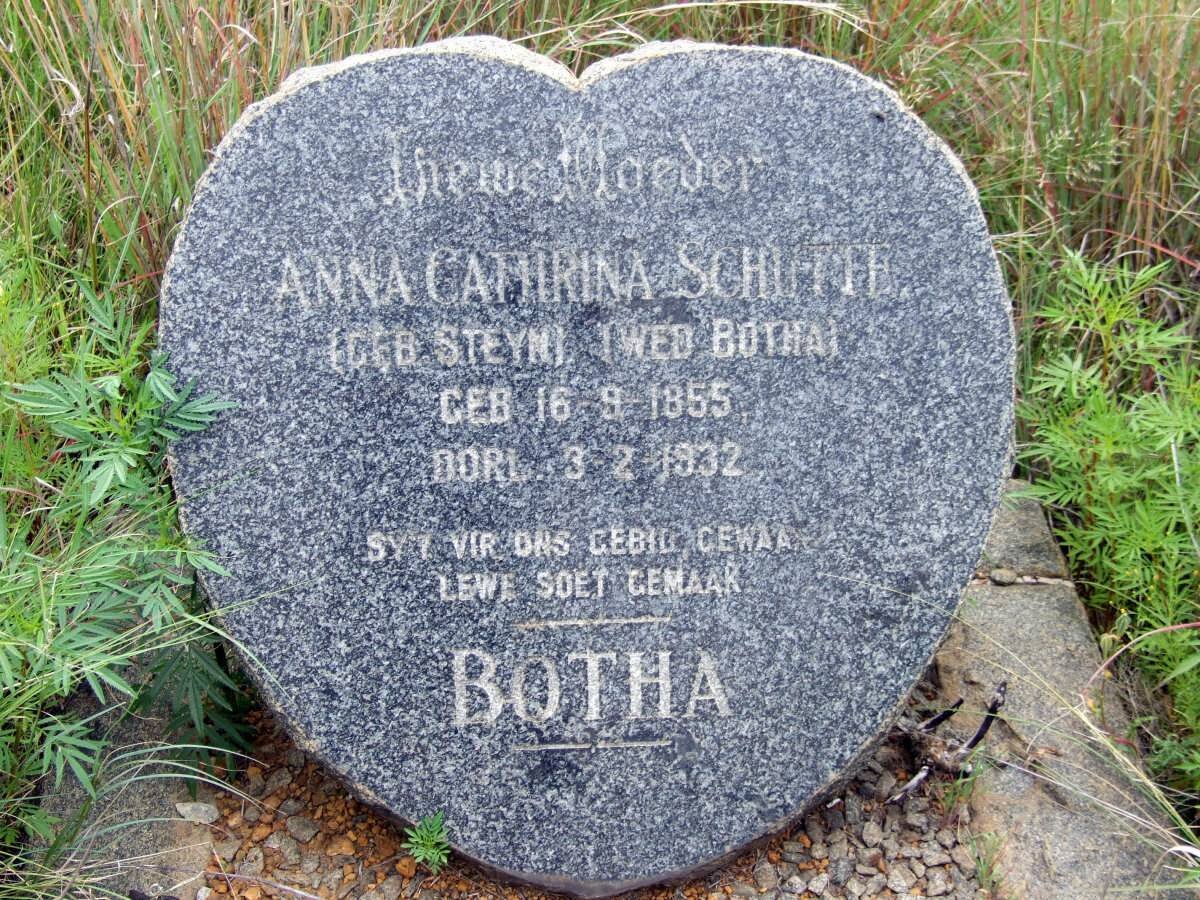 Liewe Moeder
ANNA CATHRINA SCHUTTE
(GEB STEYN). (WED BOTHA)
GEB. 16-9-1855.
OORL. 3-2-1932
SY'T VIR ONS GEBID, GEWAAK
LEWE SOET GEMAAK
BOTHA